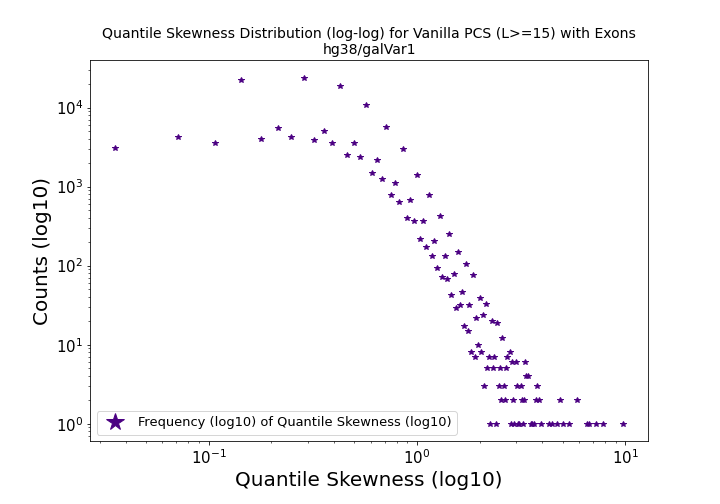 Quantile Skewness Distribution (log-log) for Vanilla PCS (L>=15) with Exons
hg38/galVar1
Counts (log10)
10^4
10^3
10^2
10^1
10^0
Frequency (log10) of Quantile Skewness (log10)
10^−1 10^0 10^1
Quantile Skewness (log10)